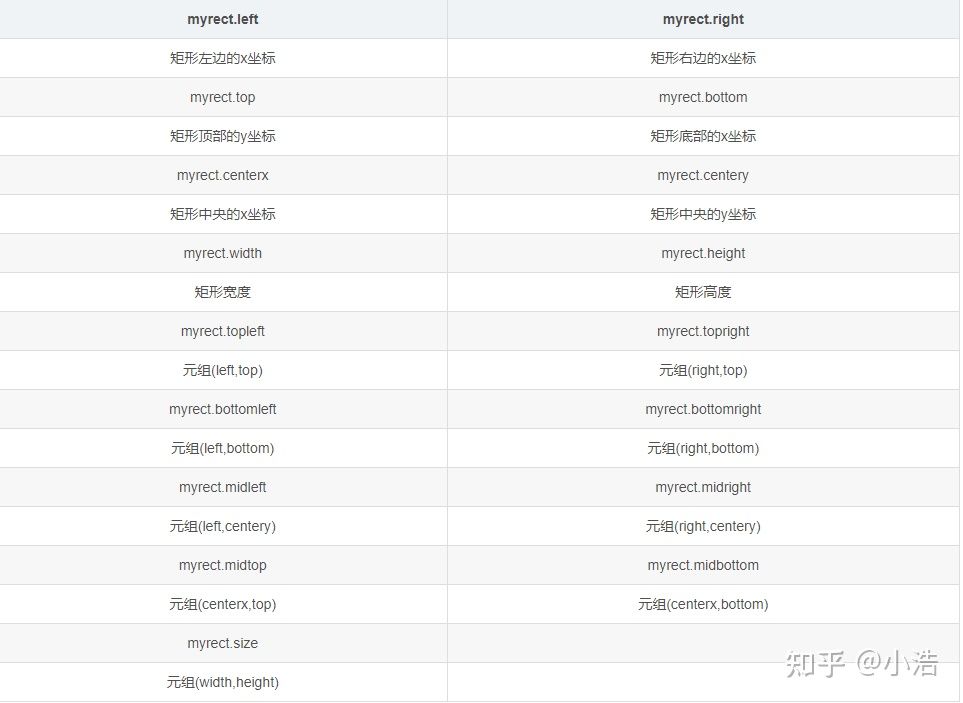 myrect.left myrect.right
矩形左边的x坐标 矩形右边的x坐标
myrect.top myrect.bottom
矩形顶部的y坐标 矩形底部的x坐标
myrect.centerx myrect.centery
矩形中央的x坐标 矩形中央的y坐标
myrect.width myrect.height
矩形宽度 矩形高度
myrect.topleft myrect.topright
元组(left,top) 元组(right,top)
myrect.bottomleft myrect.bottomright
元组(left,bottom) 元组(right,bottom)
myrect.midleft myrect.midright
元组(left,centery) 元组(right,centery)
myrect.midtop myrect.midbottom
元组(centerx,top) 元组(centerx,bottom)
myrect.size
元组(width,height)
知乎 @小浩